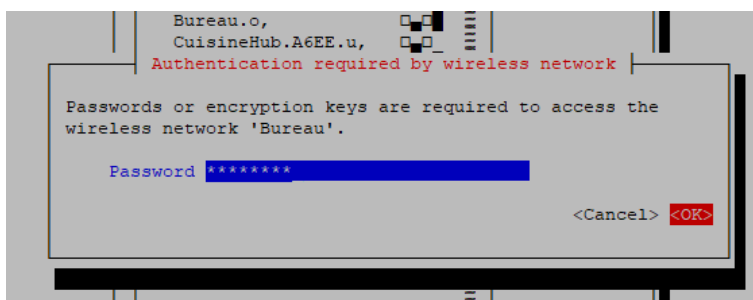 Bureau.o,
CuisineHub.A6EE.u,
Authentication required by wireless network
Passwords or encryption keys are required to access the
wireless network 'Bureau'.
Password ********
<Cancel> <OK>